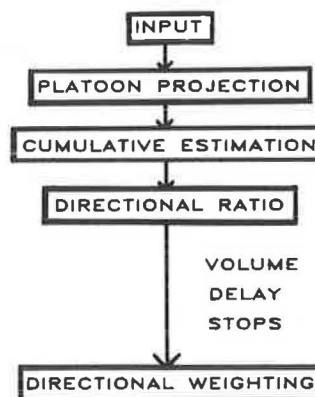 INPUT
PLATOON PROJECTION
CUMULATIVE ESTIMATION
DIRECTIONAL RATIO
VOLUME
DELAY
STOPS
DIRECTIONAL WEIGHTING